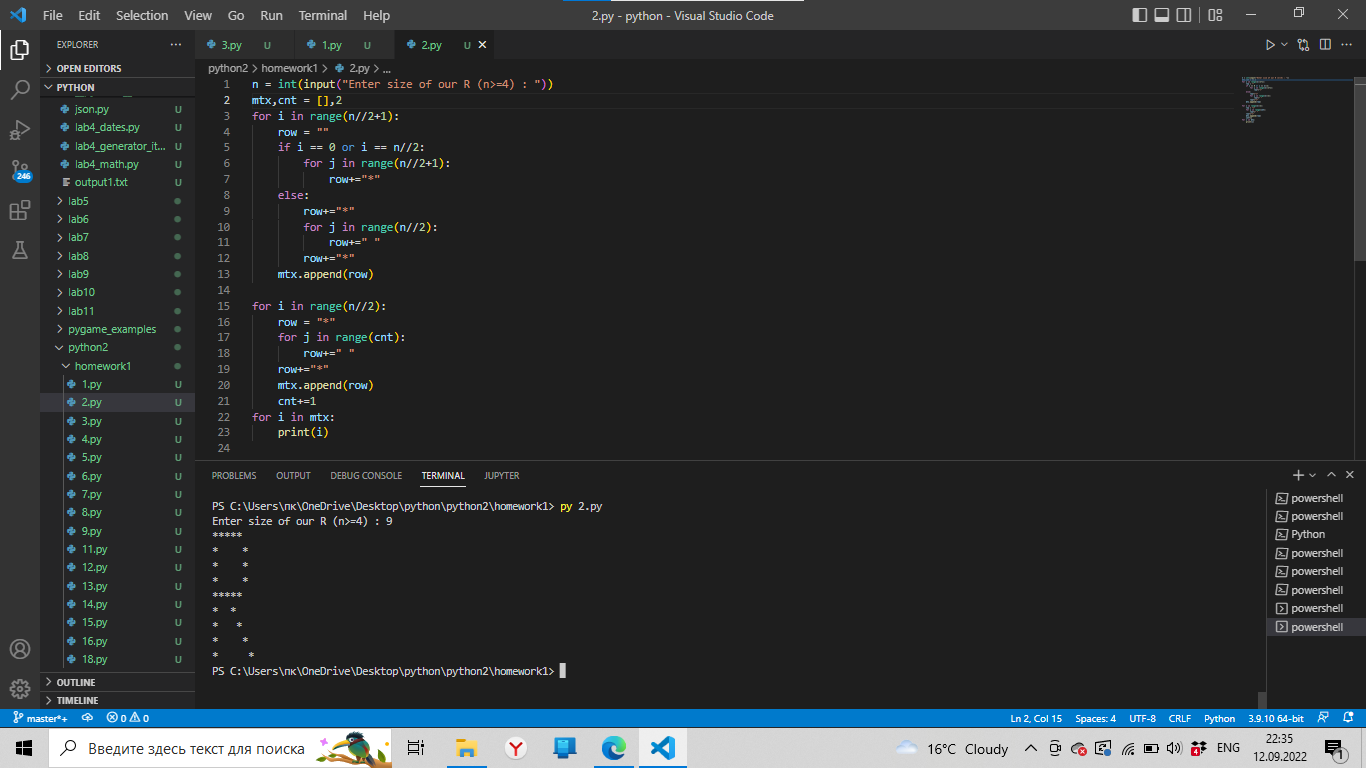 File Edit Selection View Go Run Terminal Help
2.py - python - Visual Studio Code
EXPLORER
OPEN EDITORS
PYTHON
json.py U
lab4_dates.py U
lab4_generator_it... U
lab4_math.py U
output1.txt U
lab5
lab6
lab7
lab8
lab9
lab10
lab11
pygame_examples
python2
homework1
1.py U
2.py U
3.py U
4.py U
5.py U
6.py U
7.py U
8.py U
9.py U
11.py U
12.py U
13.py U
14.py U
15.py U
16.py U
18.py U
OUTLINE
TIMELINE
246
3.py U 1.py U 2.py U
python2 > homework1 > 2.py > ...
1 n = int(input("Enter size of our R (n>=4) : "))
2 mtx,cnt = [],2
3 for i in range(n//2+1):
4     row = ""
5     if i == 0 or i == n//2:
6         for j in range(n//2+1):
7             row+="*"
8     else:
9         row+="*"
10         for j in range(n//2):
11             row+=" "
12         row+="*"
13     mtx.append(row)
14
15 for i in range(n//2):
16     row = "*"
17     for j in range(cnt):
18         row+=" "
19     row+="*"
20     mtx.append(row)
21     cnt+=1
22 for i in mtx:
23     print(i)
24
PROBLEMS OUTPUT DEBUG CONSOLE TERMINAL JUPYTER
PS C:\Users\пк\OneDrive\Desktop\python\python2\homework1> py 2.py
Enter size of our R (n>=4) : 9
*****
*    *
*    *
*    *
*****
*  *
*   *
*    *
*     *
PS C:\Users\пк\OneDrive\Desktop\python\python2\homework1>
powershell
powershell
Python
powershell
powershell
powershell
powershell
powershell
master*+ 0 0 Ln 2, Col 15 Spaces: 4 UTF-8 CRLF Python 3.9.10 64-bit
Введите здесь текст для поиска
16°C Cloudy
ENG
22:35
12.09.2022
1